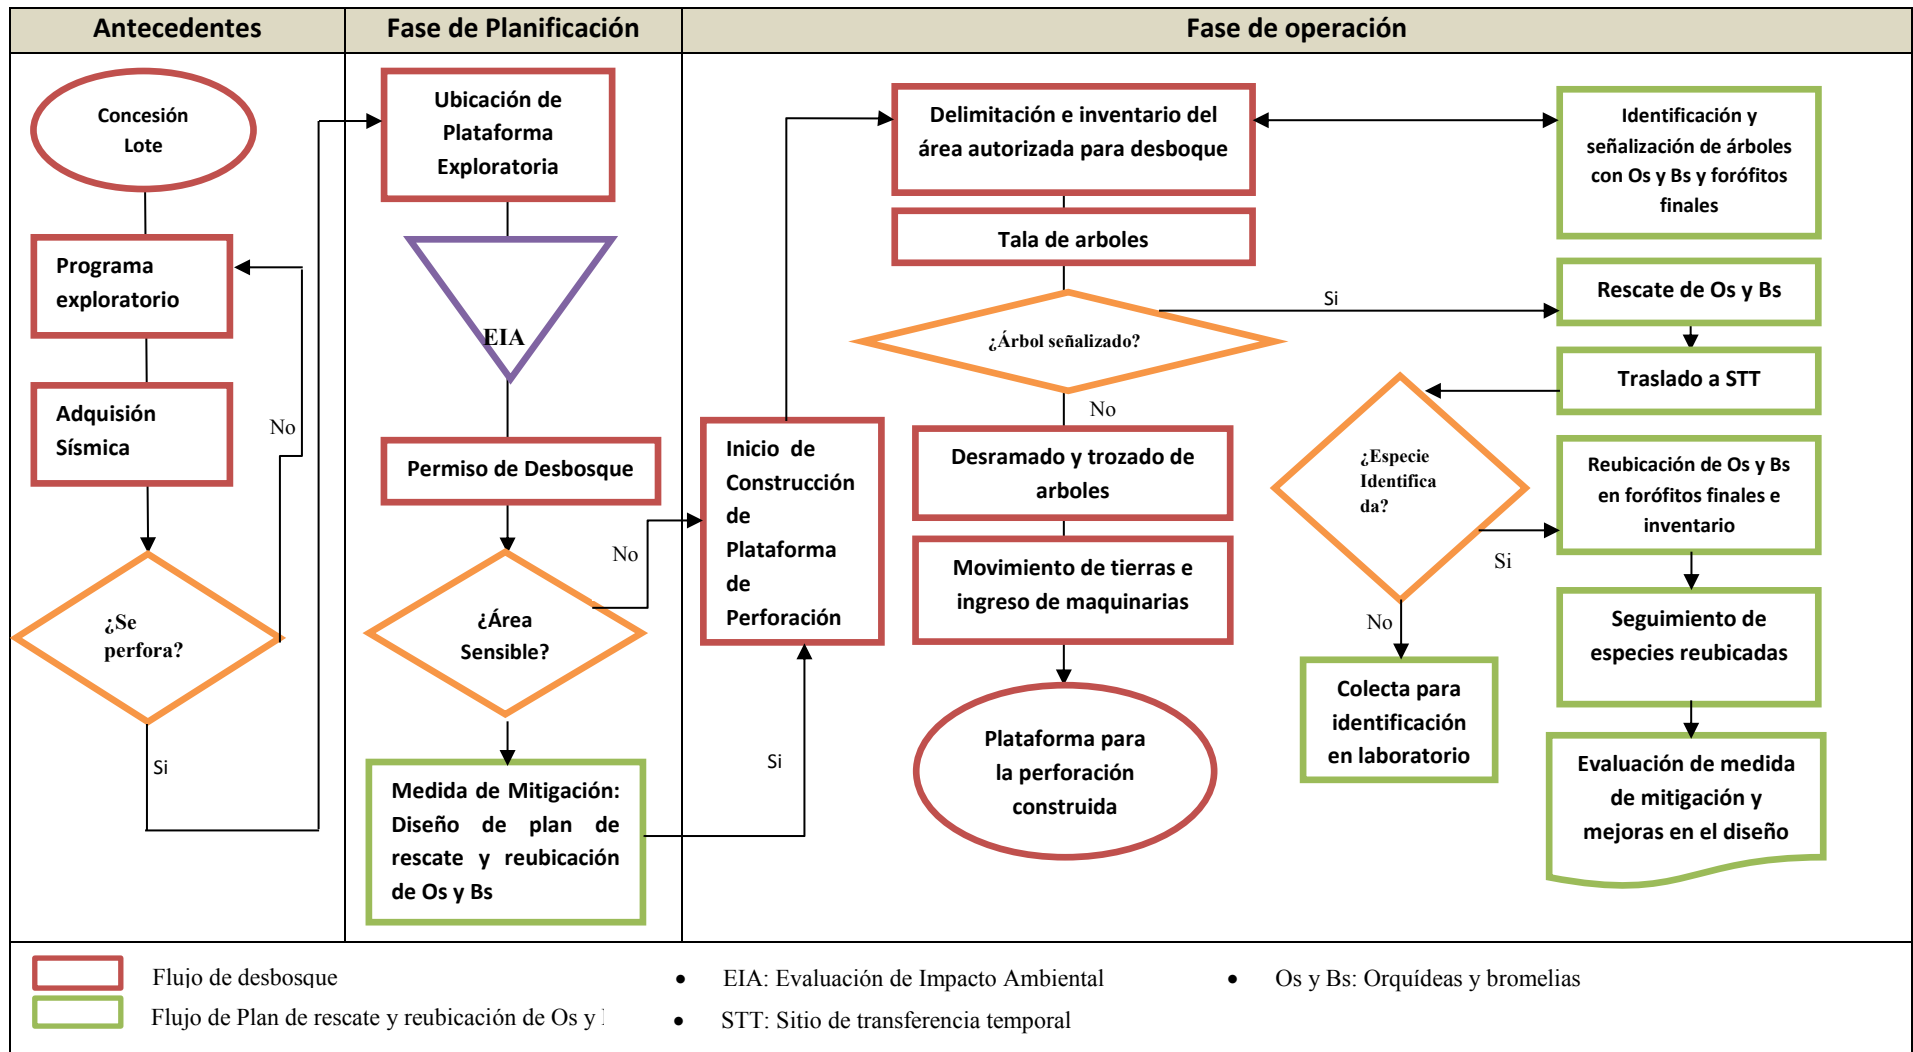 Antecedentes
Fase de Planificación
Fase de operación
Concesión
Lote
Programa
exploratorio
Adquisión
Sísmica
No
¿Se
perfora?
Si
Ubicación de
Plataforma
Exploratoria
EIA
Permiso de Desbosque
No
¿Área
Sensible?
Medida de Mitigación:
Diseño de plan de
rescate y reubicación
de Os y Bs
Si
Inicio de
Construcción
de
Plataforma
de
Perforación
Delimitación e inventario del
área autorizada para desboque
Tala de arboles
Si
¿Árbol señalizado?
No
Desramado y trozado de
arboles
Movimiento de tierras e
ingreso de maquinarias
Plataforma para
la perforación
construida
Identificación y
señalización de árboles
con Os y Bs y forófitos
finales
Rescate de Os y Bs
Traslado a STT
¿Especie
Identifica
da?
Si
No
Colecta para
identificación
en laboratorio
Reubicación de Os y Bs
en forófitos finales e
inventario
Seguimiento de
especies reubicadas
Evaluación de medida
de mitigación y
mejoras en el diseño
Flujo de desbosque
Flujo de Plan de rescate y reubicación de Os y
• EIA: Evaluación de Impacto Ambiental
• STT: Sitio de transferencia temporal
• Os y Bs: Orquídeas y bromelias